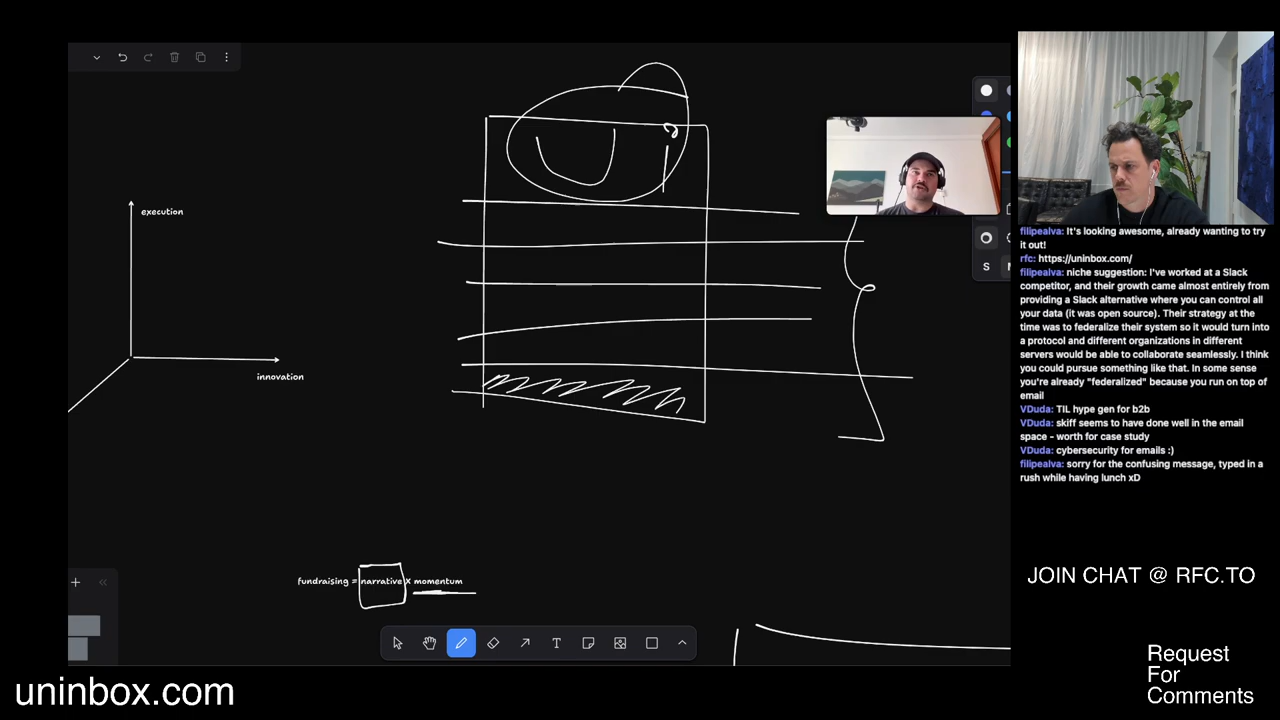 execution
innovation
fundraising = narrative x momentum
S
filipealva: It's looking awesome, already wanting to try
it out!
rfc: https://uninbox.com/
filipealva: niche suggestion: I've worked at a Slack
competitor, and their growth came almost entirely from
providing a Slack alternative where you can control all
your data (it was open source). Their strategy at the
time was to federalize their system so it would turn into
a protocol and different organizations in different
servers would be able to collaborate seamlessly. I think
you could pursue something like that. In some sense
you're already "federalized" because you run on top of
email
VDuda: TIL hype gen for b2b
VDuda: skiff seems to have done well in the email
space - worth for case study
VDuda: cybersecurity for emails :)
filipealva: sorry for the confusing message, typed in a
rush while having lunch xD
JOIN CHAT @ RFC.TO
Request
For
Comments
uninbox.com